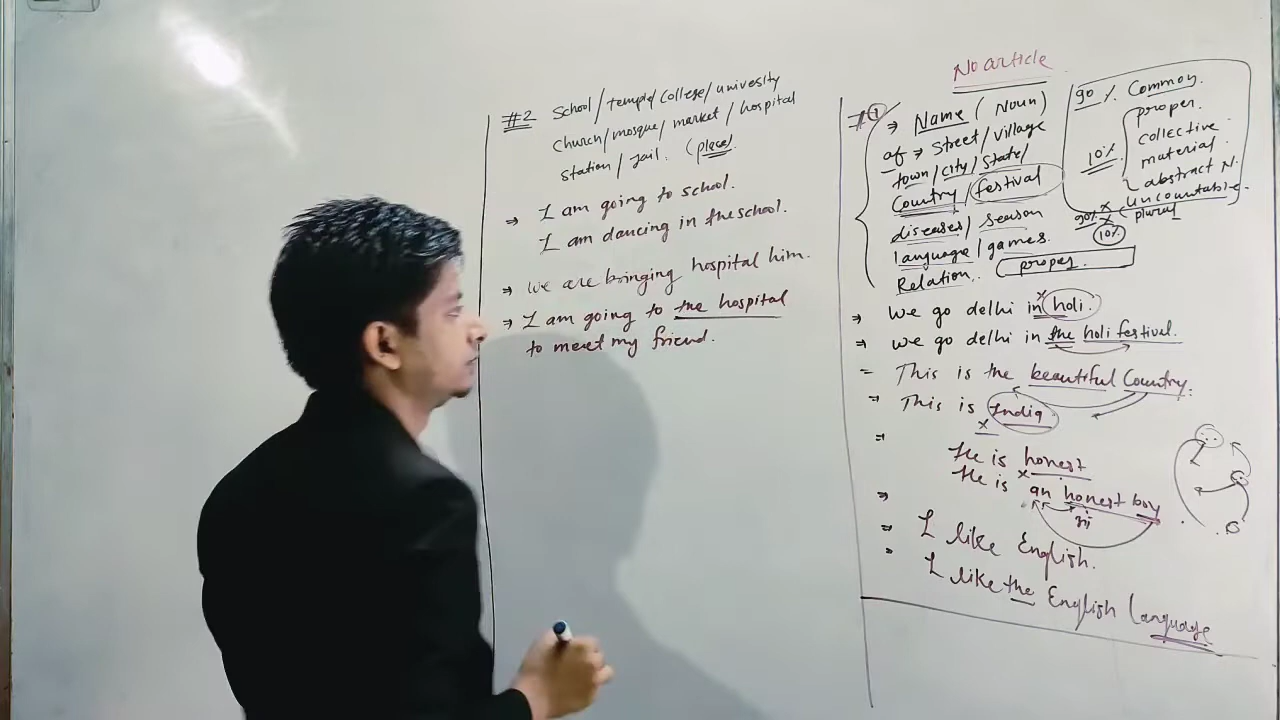 No article
#2 School/temple/College/univesity
church/mosque/market/hospital
station/jail. (place).
⇒ I am going to school.
I am dancing in the school.
⇒ we are bringing hospital him.
⇒ I am going to the hospital
to meet my friend.
#① ⇒ Name (Noun)
of ⇒ street/village
town/city/state/
Country/festival
diseases/season
language/games.
Relation. (proper.
90% Common.
proper.
collective.
10% material.
abstract N.
90% x (uncountable.
x plural
10%
⇒ we go delhi in x holi.
⇒ we go delhi in the holi festival.
= This is the beautiful Country.
⇒ This is India
x
⇒ He is honest
He is x an honest boy
⇒ I like English.
I like the English language